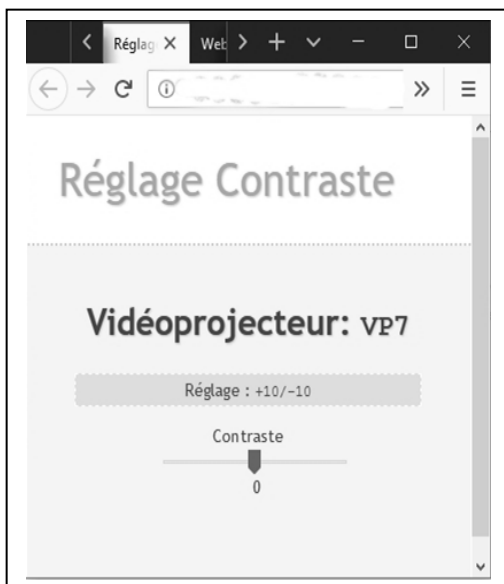 Réglag Web
Réglage Contraste
Vidéoprojecteur: VP7
Réglage : +10/-10
Contraste
0